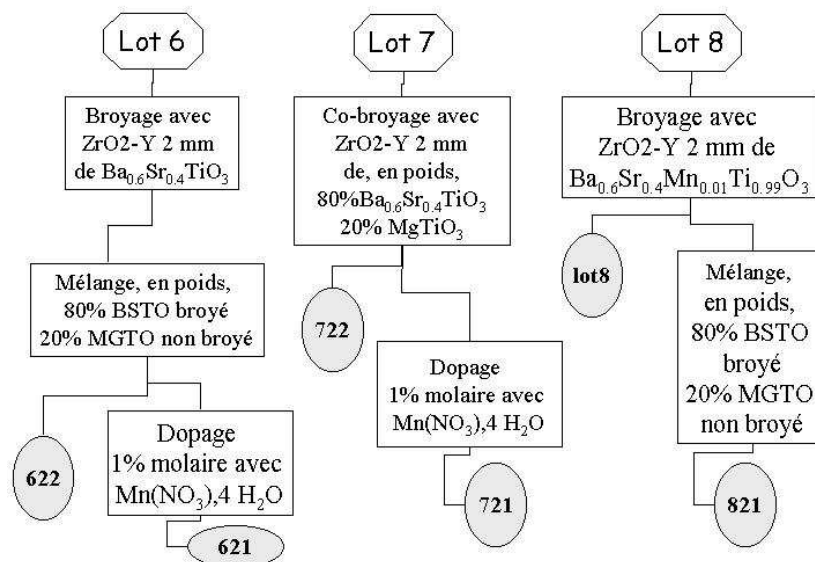 Lot 6
Broyage avec
ZrO2-Y 2 mm
de Ba₀.₆Sr₀.₄TiO₃
Mélange, en poids,
80% BSTO broyé
20% MGTO non broyé
622
Dopage
1% molaire avec
Mn(NO₃),4 H₂O
621
Lot 7
Co-broyage avec
ZrO2-Y 2 mm
de, en poids,
80%Ba₀.₆Sr₀.₄TiO₃
20% MgTiO₃
722
Dopage
1% molaire avec
Mn(NO₃),4 H₂O
721
Lot 8
Broyage avec
ZrO2-Y 2 mm de
Ba₀.₆Sr₀.₄Mn₀.₀₁Ti₀.₉₉O₃
lot8
Mélange,
en poids,
80% BSTO
broyé
20% MGTO
non broyé
821